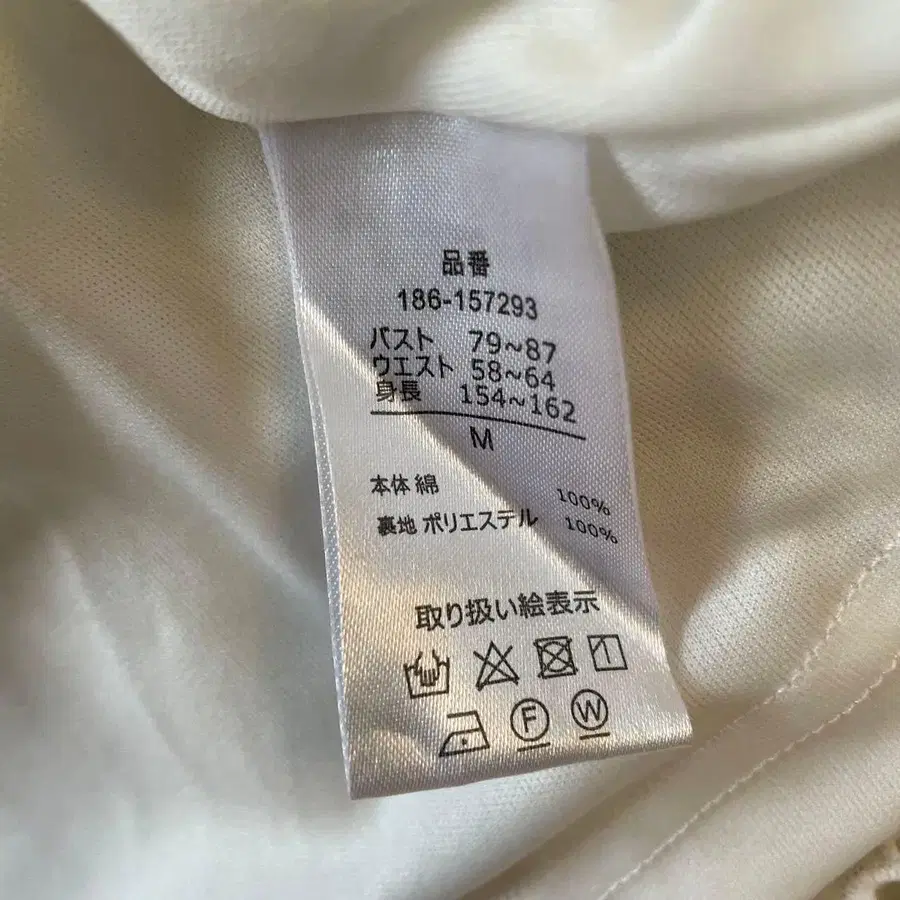 品番
186-157293
バスト 79~87
ウエスト 58~64
身長 154~162
M
本体 綿 100%
裏地 ポリエステル 100%
取り扱い絵表示
F W